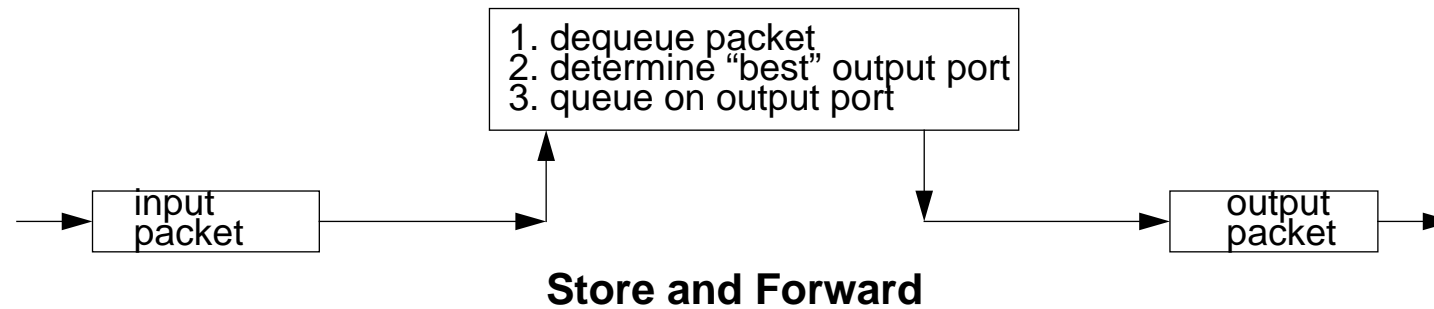 1. dequeue packet
2. determine “best” output port
3. queue on output port
input
packet
output
packet
Store and Forward